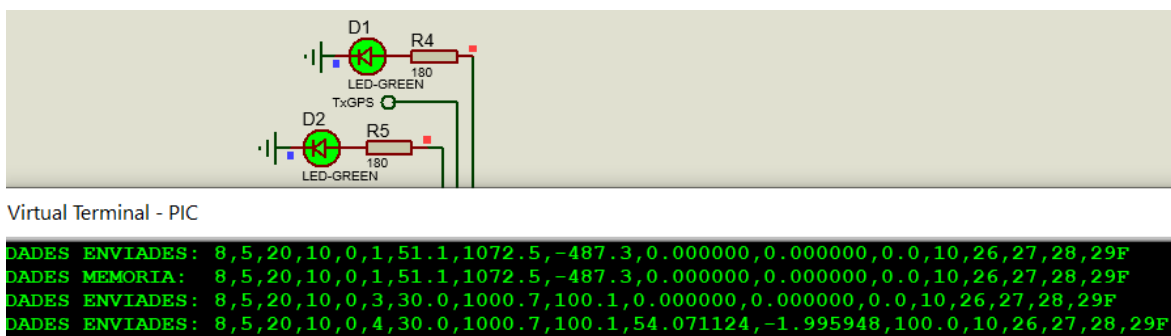 D1
R4
180
LED-GREEN
TxGPS
D2
R5
180
LED-GREEN
Virtual Terminal - PIC
DADES ENVIADES: 8,5,20,10,0,1,51.1,1072.5,-487.3,0.000000,0.000000,0.0,10,26,27,28,29F
DADES MEMORIA: 8,5,20,10,0,1,51.1,1072.5,-487.3,0.000000,0.000000,0.0,10,26,27,28,29F
DADES ENVIADES: 8,5,20,10,0,3,30.0,1000.7,100.1,0.000000,0.000000,0.0,10,26,27,28,29F
DADES ENVIADES: 8,5,20,10,0,4,30.0,1000.7,100.1,54.071124,-1.995948,100.0,10,26,27,28,29F